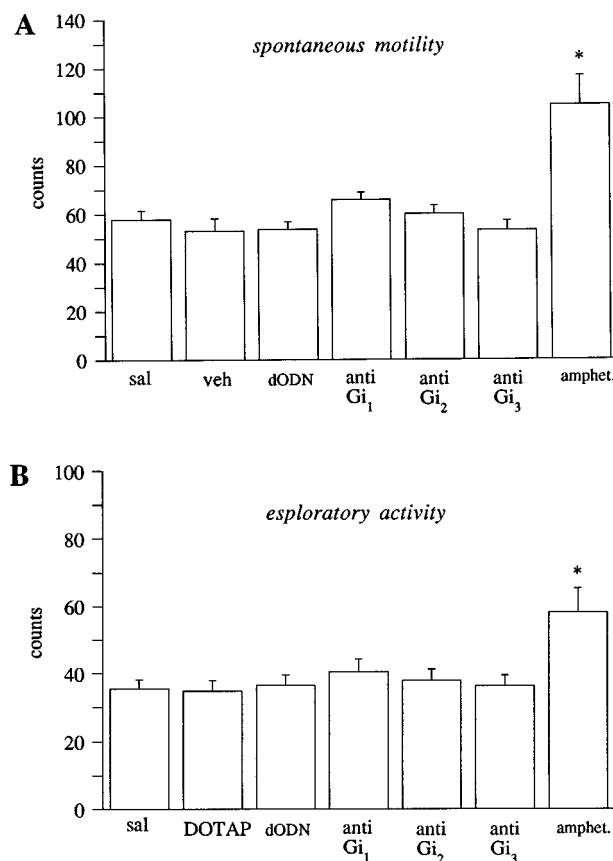 A
spontaneous motility
*
140
120
100
80
60
40
20
0
counts
sal veh dODN anti Gi1 anti Gi2 anti Gi3 amphet.
B
esploratory activity
*
100
80
60
40
20
0
counts
sal DOTAP dODN anti Gi1 anti Gi2 anti Gi3 amphet.